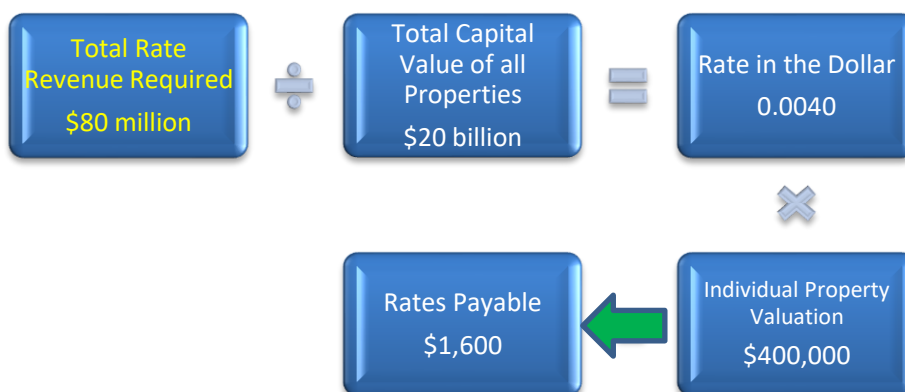 Total Rate
Revenue Required
$80 million
÷
Total Capital
Value of all
Properties
$20 billion
=
Rate in the Dollar
0.0040
×
Individual Property
Valuation
$400,000
Rates Payable
$1,600